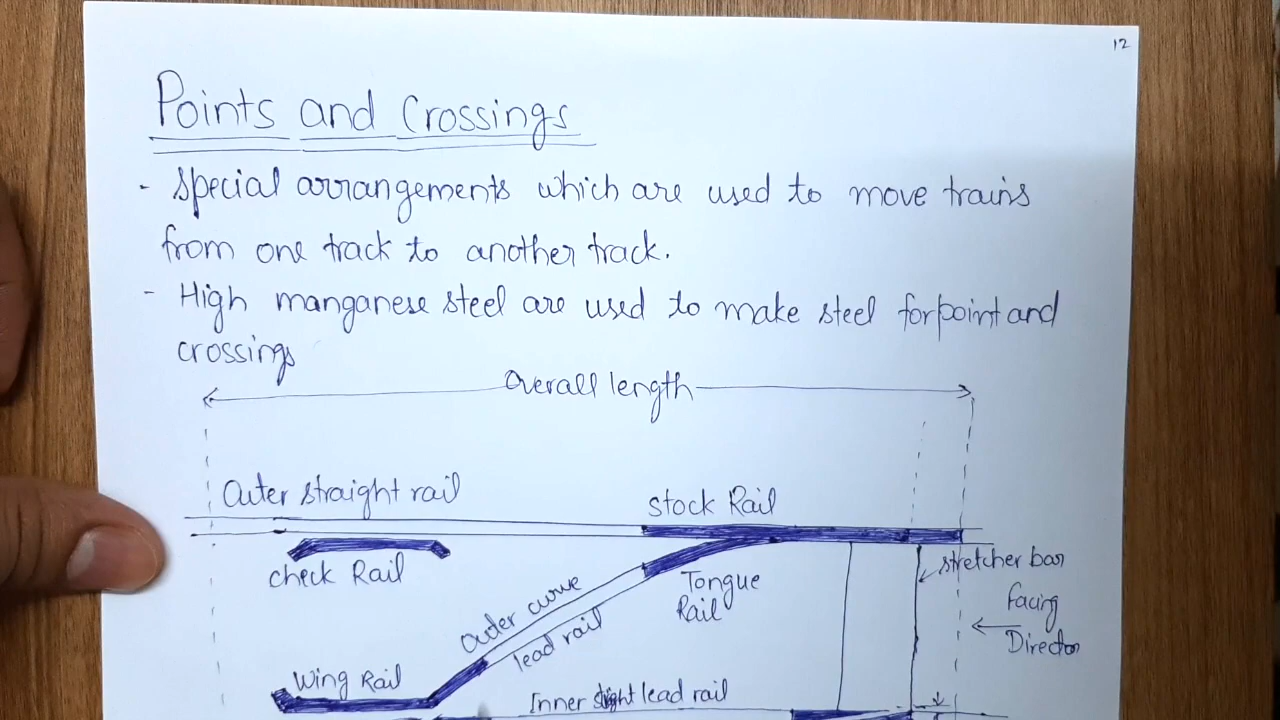 12
Points and Crossings
- Special arrangements which are used to move trains
from one track to another track.
- High manganese steel are used to make steel for point and
crossings
Overall length
Outer straight rail
Stock Rail
Check Rail
Tongue
Rail
stretcher bar
Facing
Director
Outer curve
lead rail
Wing Rail
Inner lead rail